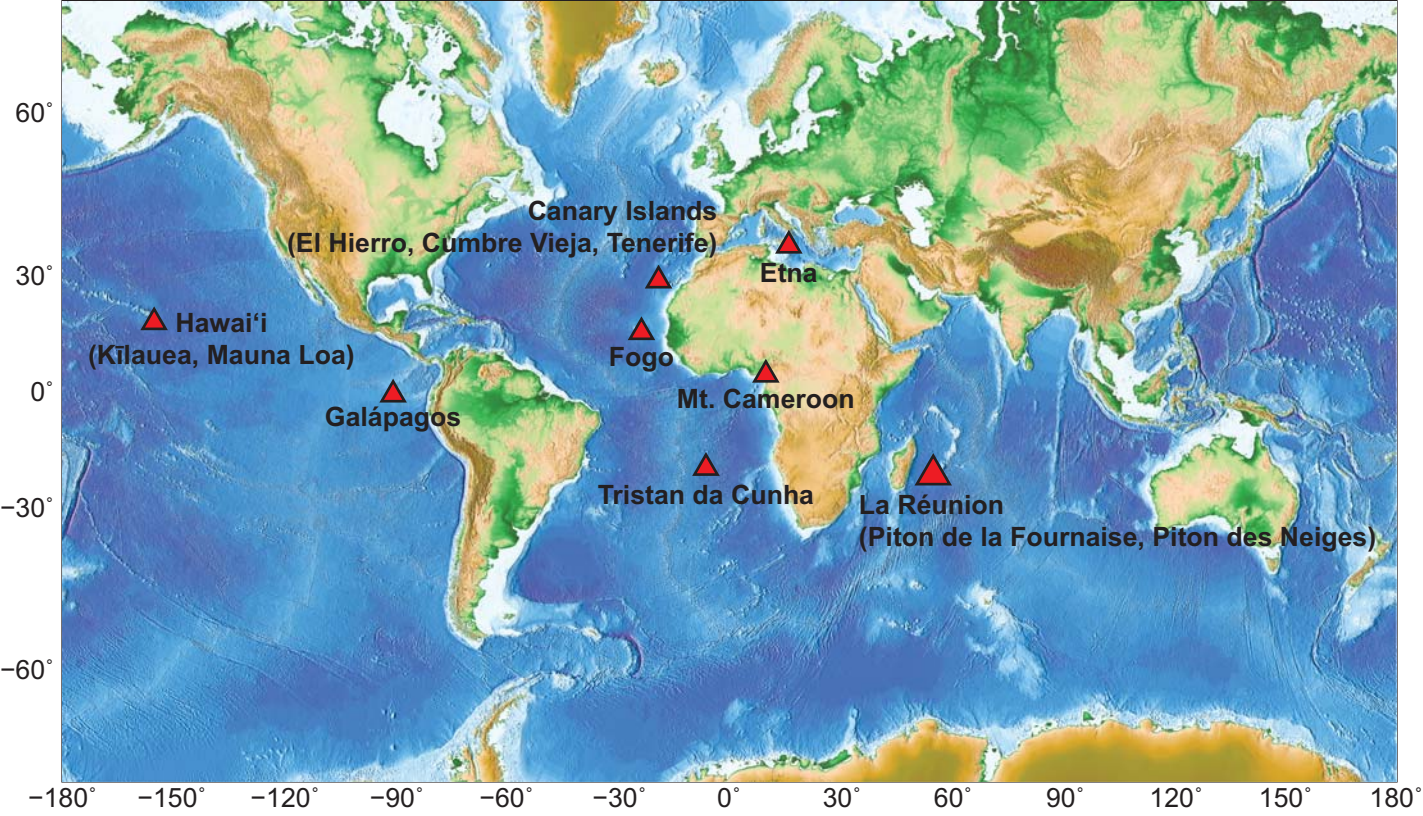 60°
30°
0°
−30°
−60°
Canary Islands
(El Hierro, Cumbre Vieja, Tenerife)
Etna
Hawaiʻi
(Kīlauea, Mauna Loa)
Fogo
Galápagos
Mt. Cameroon
Tristan da Cunha
La Réunion
(Piton de la Fournaise, Piton des Neiges)
−180° −150° −120° −90° −60° −30° 0 30° 60° 90° 120° 150° 180°